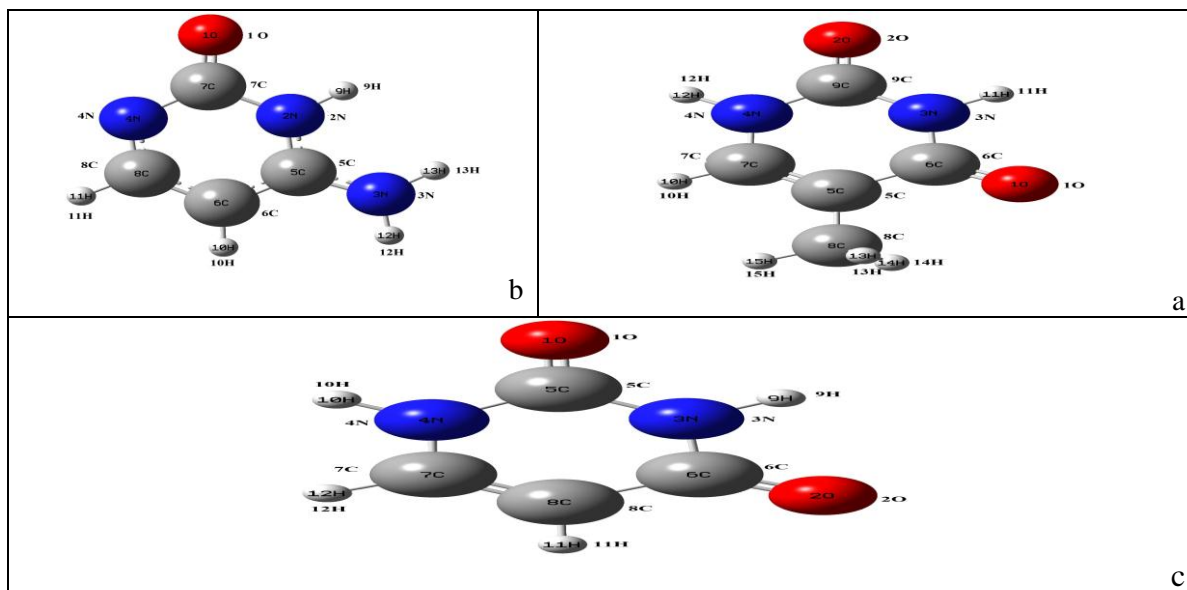 1O 1O
7C 7C
9H 9H
4N 4N 2N 2N
8C 8C 5C 5C 13H 13H
11H 6C 3N 3N
11H 6C
12H
10H 12H
10H
b
2O 2O
9C 9C
12H
12H 11H 11H
4N 4N 3N 3N
7C 7C 6C 6C
10H 5C 5C 1O 1O
10H
8C 8C
15H 13H 14H 14H
15H 13H
a
1O 1O
5C 5C
10H
10H 9H 9H
4N 4N 3N 3N
7C 7C 6C 6C
12H 8C 2O 2O
12H 8C
11H 11H
c